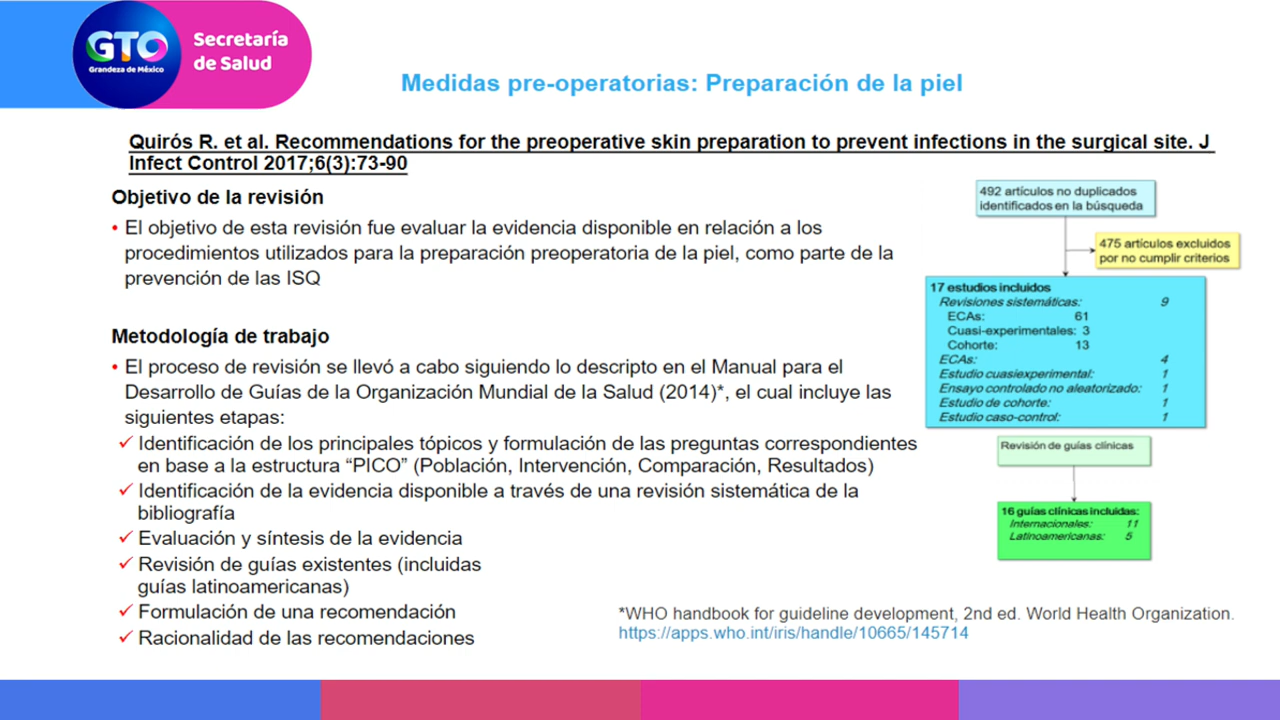 GTO
Grandeza de México
Secretaría
de Salud
Medidas pre-operatorias: Preparación de la piel
Quirós R. et al. Recommendations for the preoperative skin preparation to prevent infections in the surgical site. J
Infect Control 2017;6(3):73-90
Objetivo de la revisión
• El objetivo de esta revisión fue evaluar la evidencia disponible en relación a los
procedimientos utilizados para la preparación preoperatoria de la piel, como parte de la
prevención de las ISQ
Metodología de trabajo
• El proceso de revisión se llevó a cabo siguiendo lo descripto en el Manual para el
Desarrollo de Guías de la Organización Mundial de la Salud (2014)*, el cual incluye las
siguientes etapas:
✓ Identificación de los principales tópicos y formulación de las preguntas correspondientes
en base a la estructura “PICO” (Población, Intervención, Comparación, Resultados)
✓ Identificación de la evidencia disponible a través de una revisión sistemática de la
bibliografía
✓ Evaluación y síntesis de la evidencia
✓ Revisión de guías existentes (incluidas
guías latinoamericanas)
✓ Formulación de una recomendación
✓ Racionalidad de las recomendaciones
492 artículos no duplicados
identificados en la búsqueda
475 artículos excluidos
por no cumplir criterios
17 estudios incluidos
Revisiones sistemáticas: 9
ECAs: 61
Cuasi-experimentales: 3
Cohorte: 13
ECAs: 4
Estudio cuasiexperimental: 1
Ensayo controlado no aleatorizado: 1
Estudio de cohorte: 1
Estudio caso-control: 1
Revisión de guías clínicas
16 guías clínicas incluidas:
Internacionales: 11
Latinoamericanas: 5
*WHO handbook for guideline development, 2nd ed. World Health Organization.
https://apps.who.int/iris/handle/10665/145714